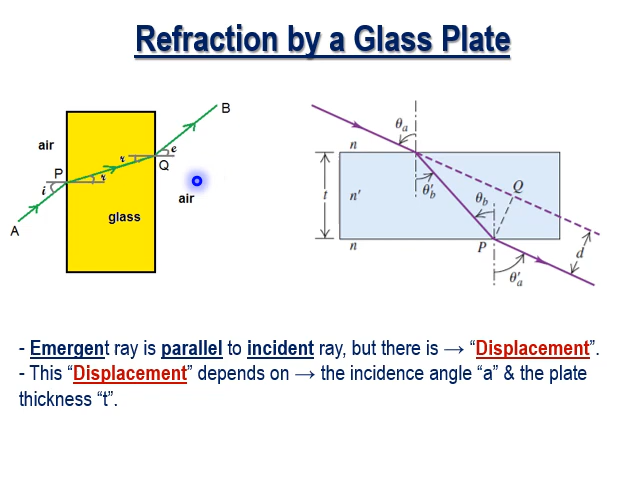 Refraction by a Glass Plate
air
P
i
A
r
r
Q
e
B
glass
air
θa
n
t
n'
θ'b
θb
Q
n
P
d
θ'a
- Emergent ray is parallel to incident ray, but there is → “Displacement”.
- This “Displacement” depends on → the incidence angle “a” & the plate
thickness “t”.